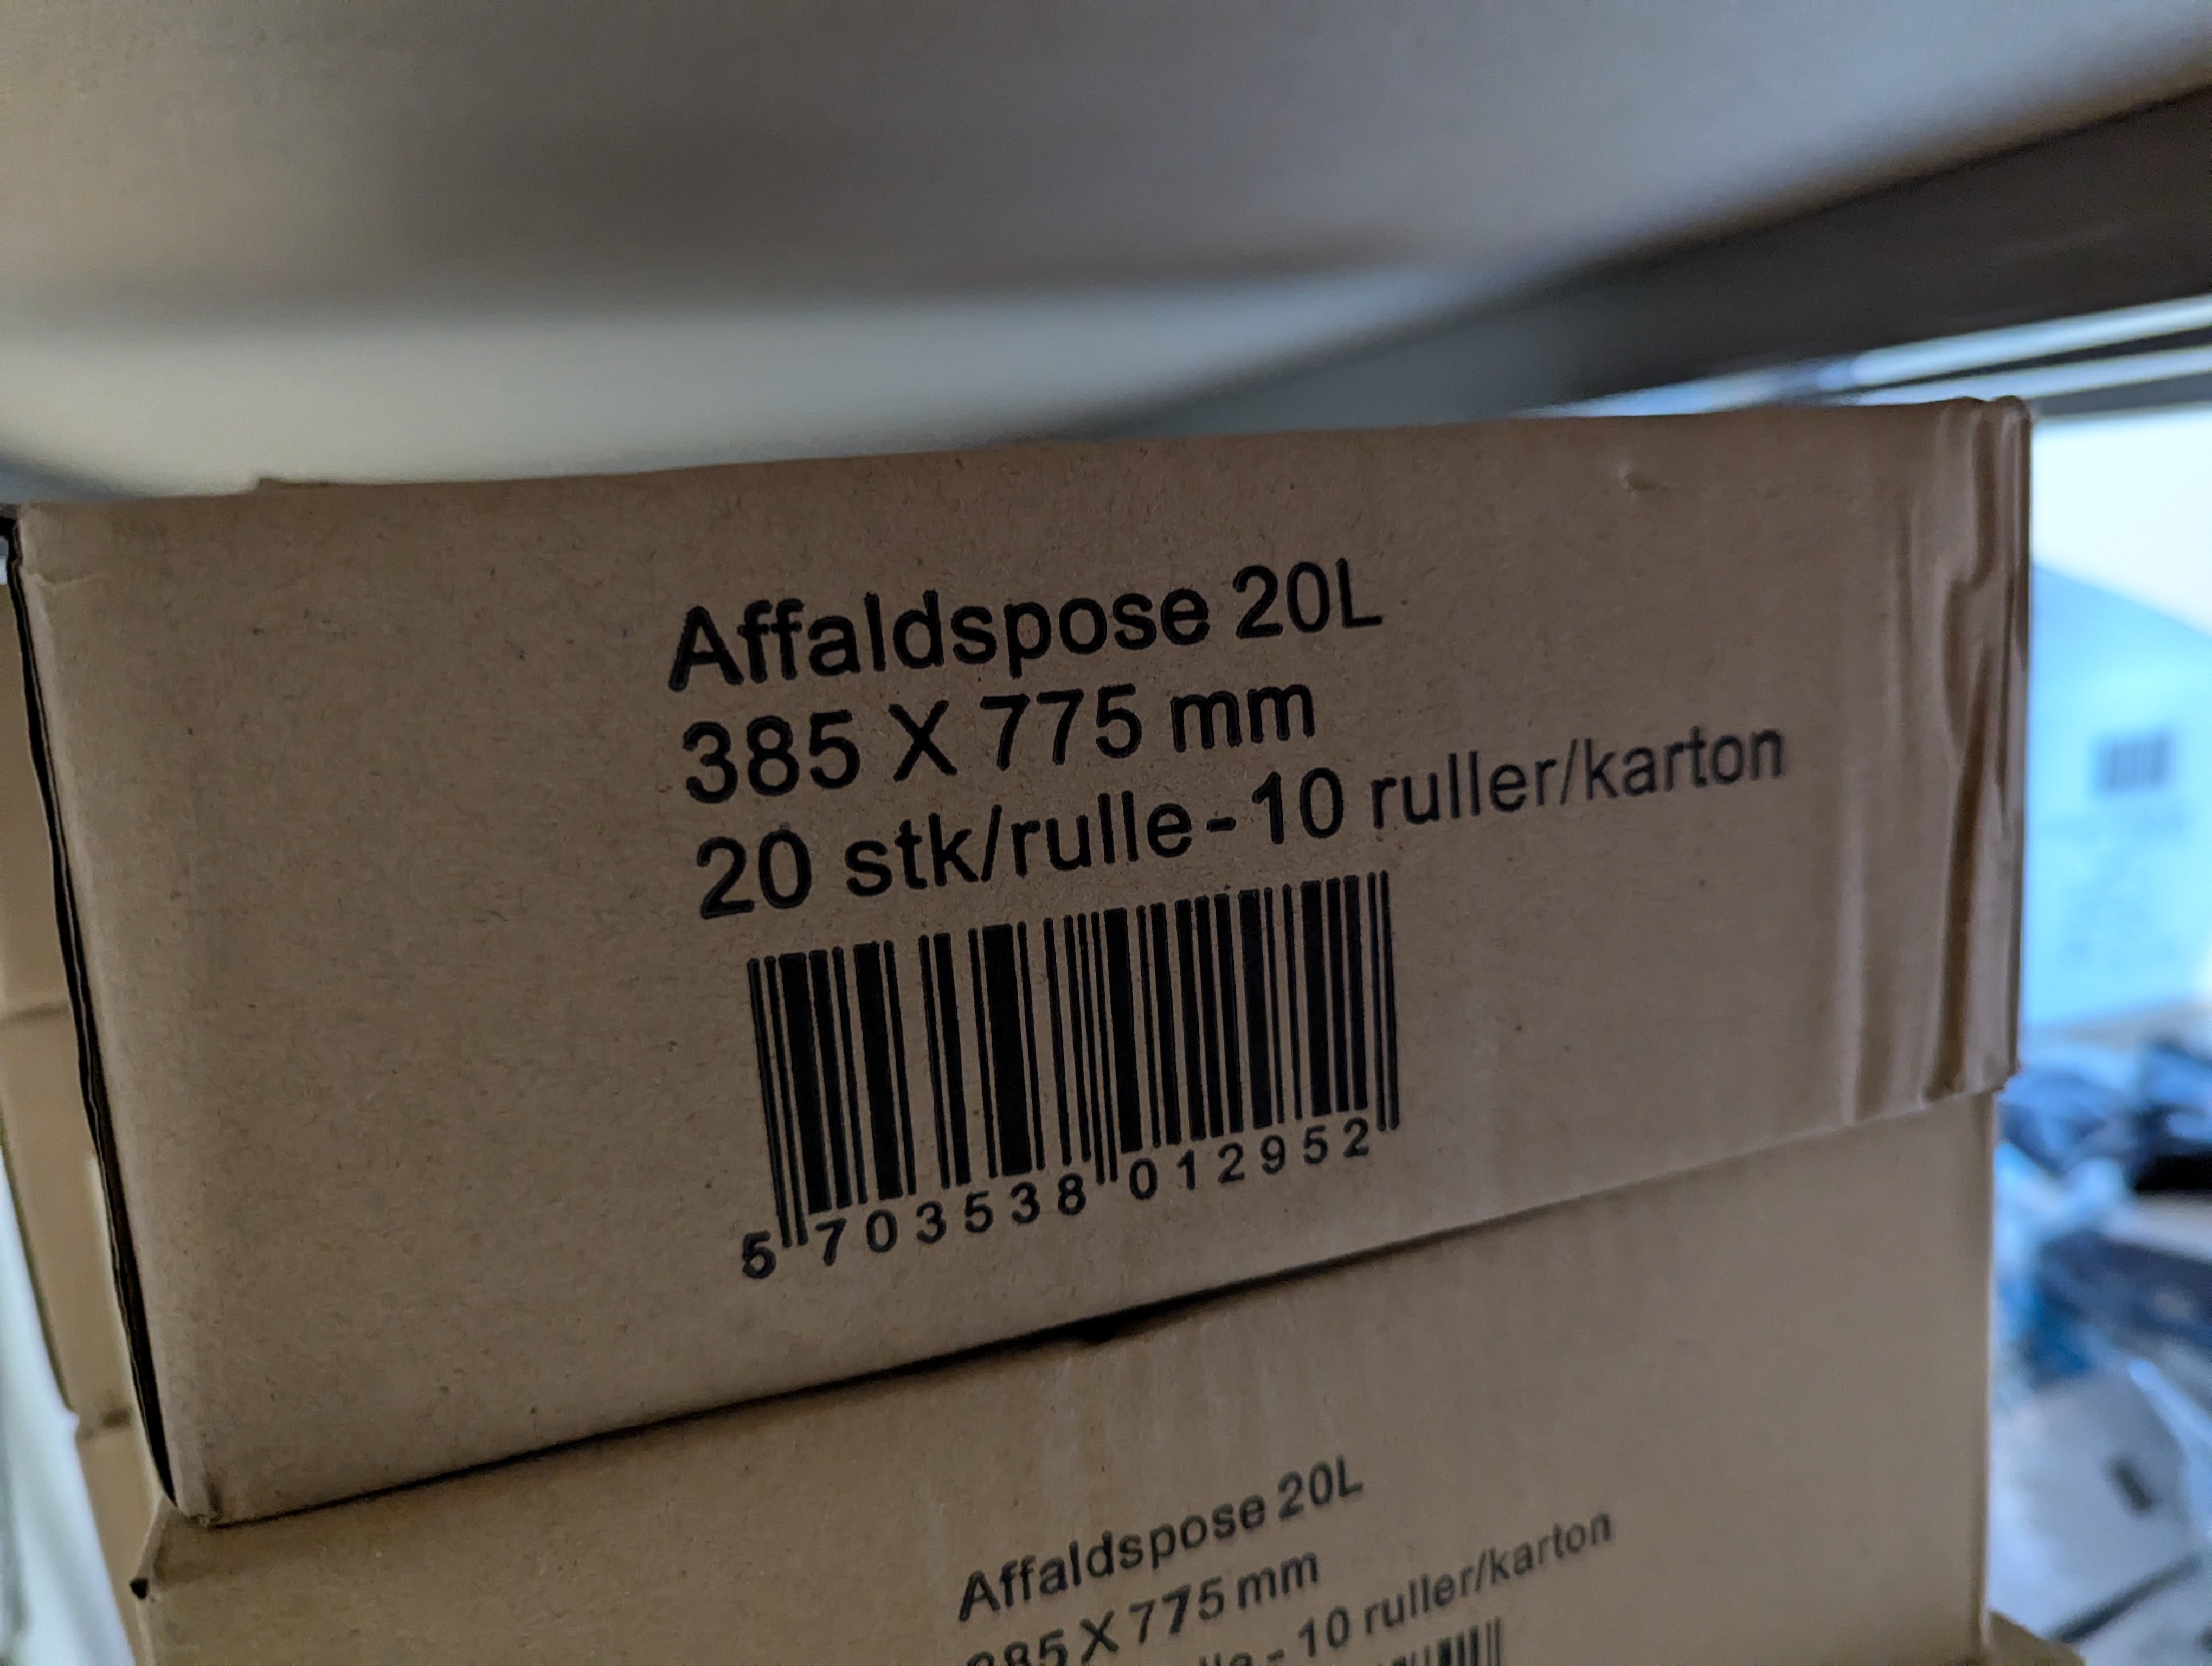 Affaldspose 20L
385 X 775 mm
20 stk/rulle - 10 ruller/karton
5 703538 012952
Affaldspose 20L
385 X 775 mm
- 10 ruller/karton